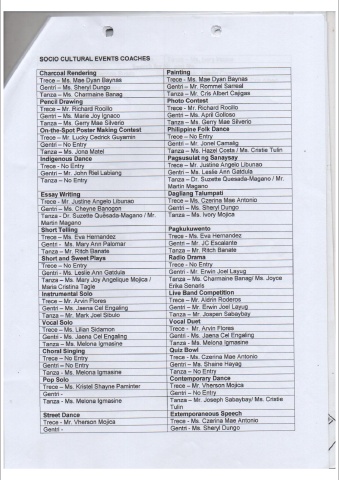 SOCIO CULTURAL EVENTS COACHES
Charcoal Rendering
Trece – Ms. Mae Dyan Baynas
Gentri – Ms. Sheryl Dungo
Tanza – Ms. Charmaine Banag
Pencil Drawing
Trece – Mr. Richard Rocillo
Gentri – Ms. Marie Joy Ignaco
Tanza – Ms. Gerry Mae Silverio
On-the-Spot Poster Making Contest
Trece – Mr. Lucky Cedrick Guyamin
Gentri – No Entry
Tanza – Ms. Jona Matel
Indigenous Dance
Trece - No Entry
Gentri – Mr. John Riel Labiang
Tanza – No Entry
Essay Writing
Trece - Mr. Justine Angelo Libunao
Gentri – Ms. Cheyne Banogon
Tanza - Dr. Suzette Quesada-Magano / Mr.
Martin Magano
Short Telling
Trece – Ms. Eva Hernandez
Gentri - Ms. Mary Ann Palomar
Tanza – Mr. Ritch Banate
Short and Sweet Plays
Trece – No Entry
Gentri - Ms. Leslie Ann Gatdula
Tanza – Ms. Mary Joy Angelique Mojica /
Maria Cristina Tagle
Instrumental Solo
Trece – Mr. Arvin Flores
Gentri - Ms. Jaena Cel Engaling
Tanza – Mr. Mark Joel Sibulo
Vocal Solo
Trece – Ms. Lilian Sidamon
Gentri - Ms. Jaena Cel Engaling
Tanza – Ms. Melona Igmasine
Choral Singing
Trece – No Entry
Gentri – No Entry
Tanza – Ms. Melona Igmasine
Pop Solo
Trece – Ms. Kristel Shayne Paminter
Gentri -
Tanza - Ms. Melona Igmasine
Street Dance
Trece - Mr. Vherson Mojica
Gentri -
Painting
Trece - Ms. Mae Dyan Baynas
Gentri – Mr. Rommel Sarreal
Tanza – Mr. Cris Albert Cajigas
Photo Contest
Trece - Mr. Richard Rocillo
Gentri – Ms. April Golloso
Tanza – Ms. Gerry Mae Silverio
Philippine Folk Dance
Trece – No Entry
Gentri – Mr. Jonel Camalig
Tanza – Ms. Hazel Costa / Ms. Cristie Tulin
Pagsusulat ng Sanaysay
Trece – Mr. Justine Angelo Libunao
Gentri – Ms. Leslie Ann Gatdula
Tanza – Dr. Suzette Quesada-Magano / Mr.
Martin Magano
Dagliang Talumpati
Trece – Ms, Czerina Mae Antonio
Gentri – Ms. Sheryl Dungo
Tanza – Ms. Ivory Mojica
Pagkukuwento
Trece - Ms. Eva Hernandez
Gentri – Mr. JC Escalante
Tanza – Mr. Ritch Banate
Radio Drama
Trece - No Entry
Gentri - Mr. Erwin Joel Layug
Tanza – Ms. Charmaine Banag/ Ms. Joyce
Erika Senaris
Live Band Competition
Trece – Mr. Aldrin Roderos
Gentri – Mr. Erwin Joel Layug
Tanza – Mr. Joapen Sabaybay
Vocal Duet
Trece - Mr. Arvin Flores
Gentri – Ms. Jaena Cel Engaling
Tanza - Ms. Melona Igmasine
Quiz Bowl
Trece - Ms. Czarina Mae Antonio
Gentri – Ms. Shaine Hayag
Tanza – No Entry
Contemporary Dance
Trece – Mr. Vherson Mojica
Gentri – No Entry
Tanza – Mr. Joseph Sabaybay/ Ms. Cristie
Tulin
Extemporaneous Speech
Trece – Ms. Czarina Mae Antonio
Gentri – Ms. Sheryl Dungo